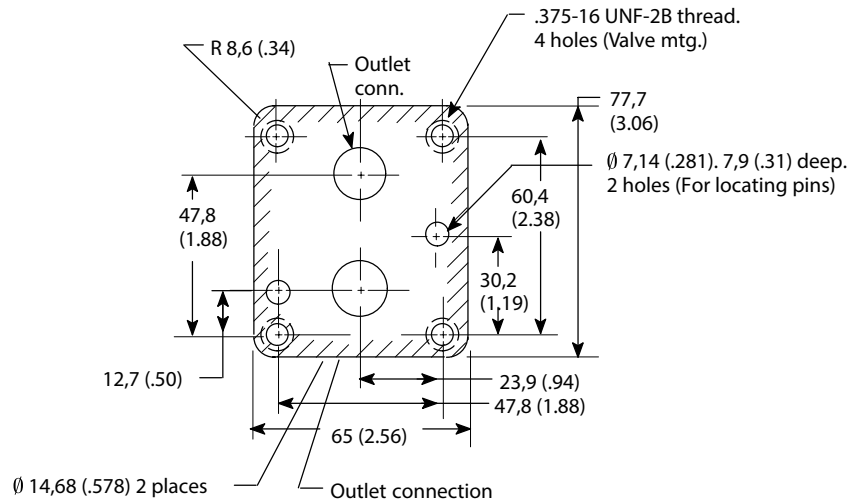 .375-16 UNF-2B thread.
4 holes (Valve mtg.)
R 8,6 (.34)
Outlet
conn.
77,7
(3.06)
Ø 7,14 (.281). 7,9 (.31) deep.
2 holes (For locating pins)
60,4
(2.38)
47,8
(1.88)
30,2
(1.19)
12,7 (.50)
23,9 (.94)
47,8 (1.88)
65 (2.56)
Ø 14,68 (.578) 2 places
Outlet connection